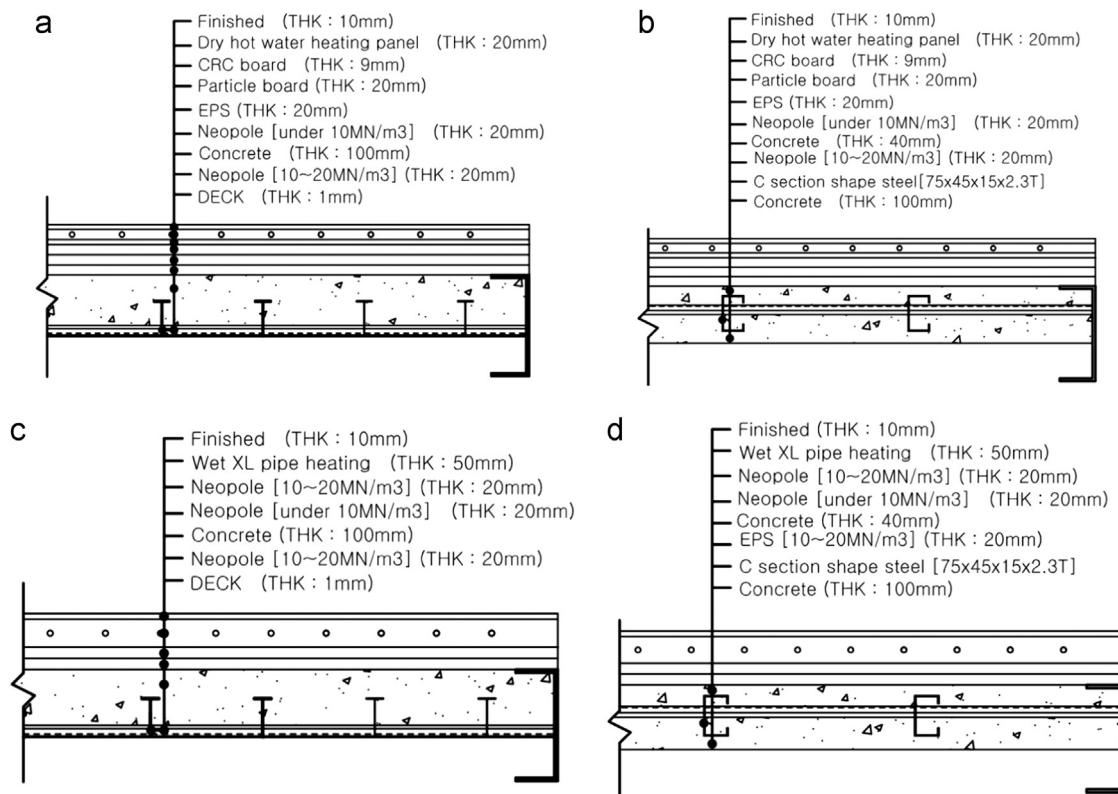 a
Finished (THK : 10mm)
Dry hot water heating panel (THK : 20mm)
CRC board (THK : 9mm)
Particle board (THK : 20mm)
EPS (THK : 20mm)
Neopole [under 10MN/m3] (THK : 20mm)
Concrete (THK : 100mm)
Neopole [10~20MN/m3] (THK : 20mm)
DECK (THK : 1mm)
b
Finished (THK : 10mm)
Dry hot water heating panel (THK : 20mm)
CRC board (THK : 9mm)
Particle board (THK : 20mm)
EPS (THK : 20mm)
Neopole [under 10MN/m3] (THK : 20mm)
Concrete (THK : 40mm)
Neopole [10~20MN/m3] (THK : 20mm)
C section shape steel[75x45x15x2.3T]
Concrete (THK : 100mm)
c
Finished (THK : 10mm)
Wet XL pipe heating (THK : 50mm)
Neopole [10~20MN/m3] (THK : 20mm)
Neopole [under 10MN/m3] (THK : 20mm)
Concrete (THK : 100mm)
Neopole [10~20MN/m3] (THK : 20mm)
DECK (THK : 1mm)
d
Finished (THK : 10mm)
Wet XL pipe heating (THK : 50mm)
Neopole [10~20MN/m3] (THK : 20mm)
Neopole [under 10MN/m3] (THK : 20mm)
Concrete (THK : 40mm)
EPS [10~20MN/m3] (THK : 20mm)
C section shape steel [75x45x15x2.3T]
Concrete (THK : 100mm)